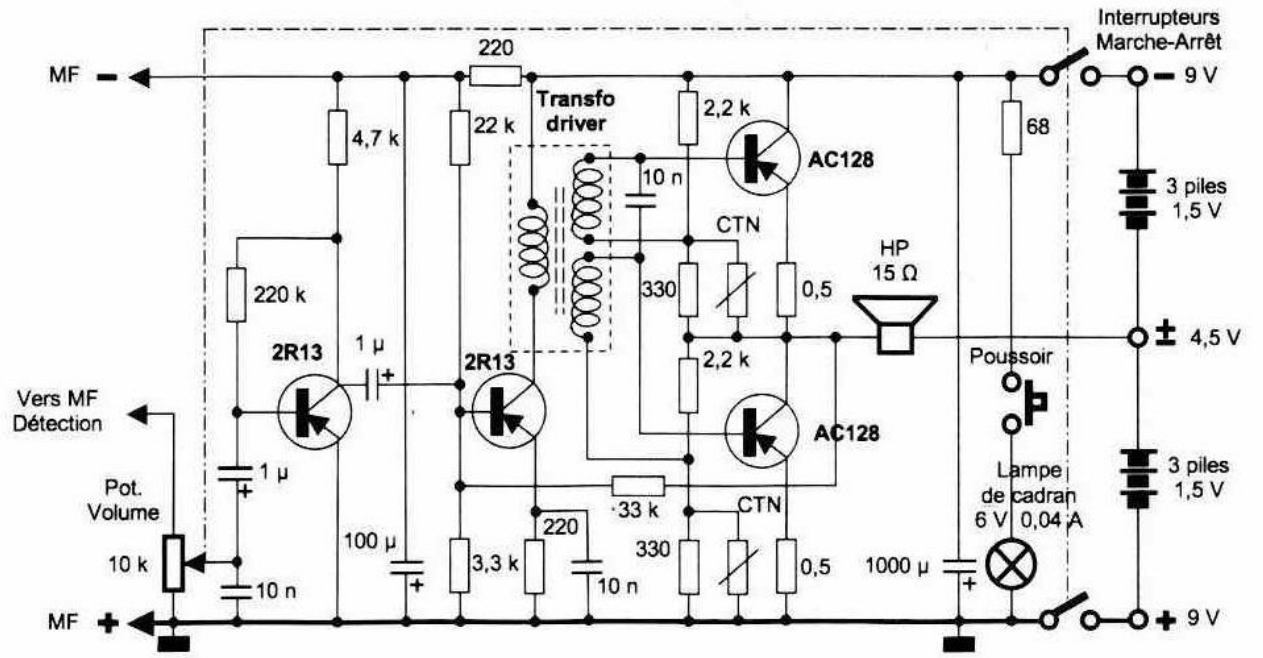 Interrupteurs
Marche-Arrêt
MF -
220
- 9 V
Transfo
driver
4,7 k
22 k
2,2 k
68
AC128
10 n
3 piles
1,5 V
CTN
HP
15 Ω
220 k
330
0,5
2R13
1 µ
+
2R13
2,2 k
± 4,5 V
Poussoir
Vers MF
Détection
AC128
1 µ
+
Pot.
Volume
33 k
CTN
Lampe
de cadran
6 V 0,04 A
3 piles
1,5 V
10 k
100 µ
+
220
3,3 k
10 n
10 n
330
0,5
1000 µ
+
MF +
+ 9 V